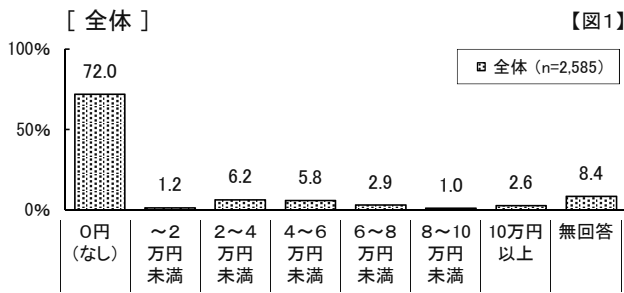 [ 全体 ]
【図1】
100%
50%
0%
全体 (n=2,585)
72.0
1.2
6.2
5.8
2.9
1.0
2.6
8.4
0円
(なし)
~2
万円
未満
2~4
万円
未満
4~6
万円
未満
6~8
万円
未満
8~10
万円
未満
10万円
以上
無回答